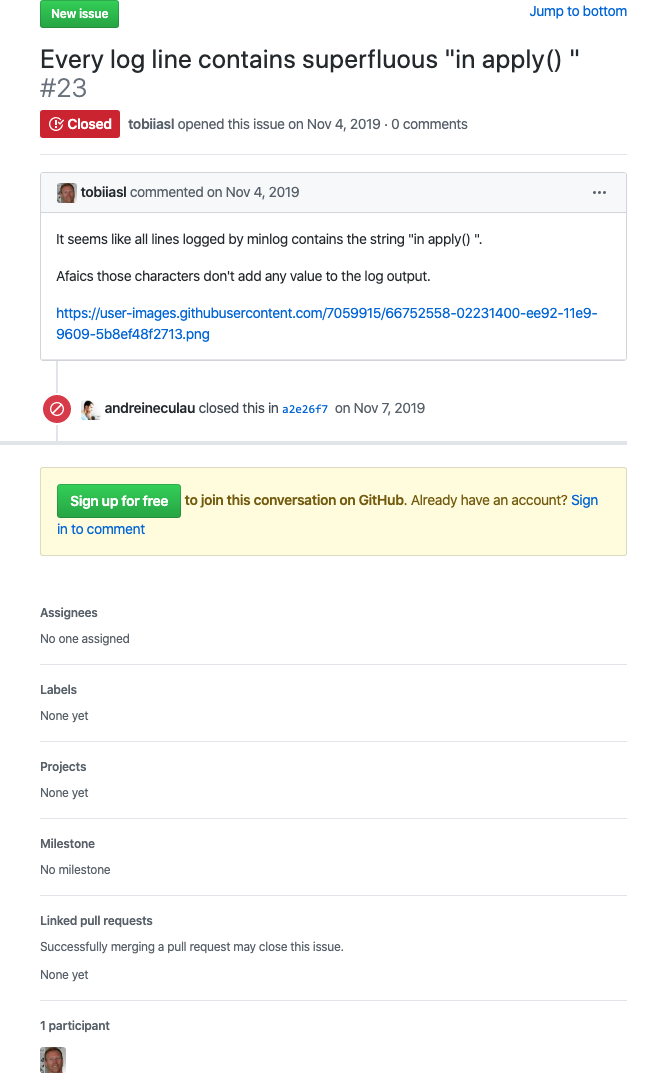 New issue
Jump to bottom
Every log line contains superfluous "in apply() "
#23
Closed tobiiasl opened this issue on Nov 4, 2019 · 0 comments
tobiiasl commented on Nov 4, 2019
It seems like all lines logged by minlog contains the string "in apply() ".
Afaics those characters don't add any value to the log output.
https://user-images.githubusercontent.com/7059915/66752558-02231400-ee92-11e9-
9609-5b8ef48f2713.png
andreineculau closed this in a2e26f7 on Nov 7, 2019
Sign up for free to join this conversation on GitHub. Already have an account? Sign
in to comment
Assignees
No one assigned
Labels
None yet
Projects
None yet
Milestone
No milestone
Linked pull requests
Successfully merging a pull request may close this issue.
None yet
1 participant